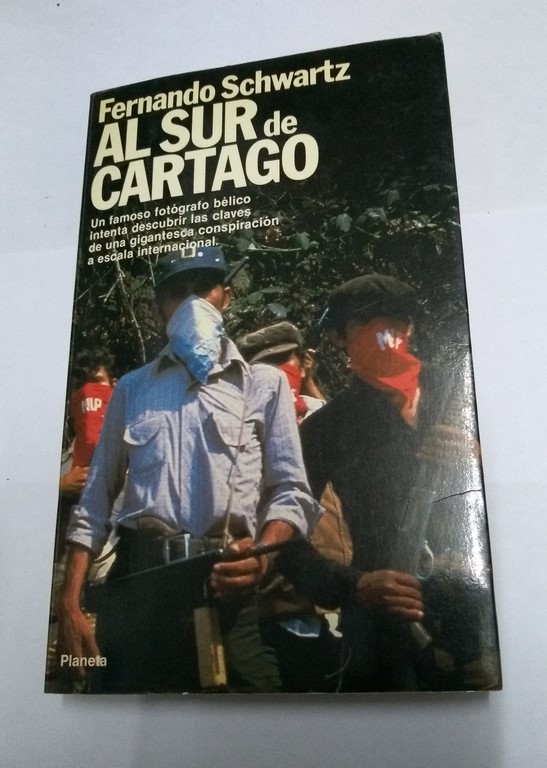 Fernando Schwartz
AL SUR de
CARTAGO
Un famoso fotógrafo bélico
intenta descubrir las claves
de una gigantesca conspiración
a escala internacional.
Planeta